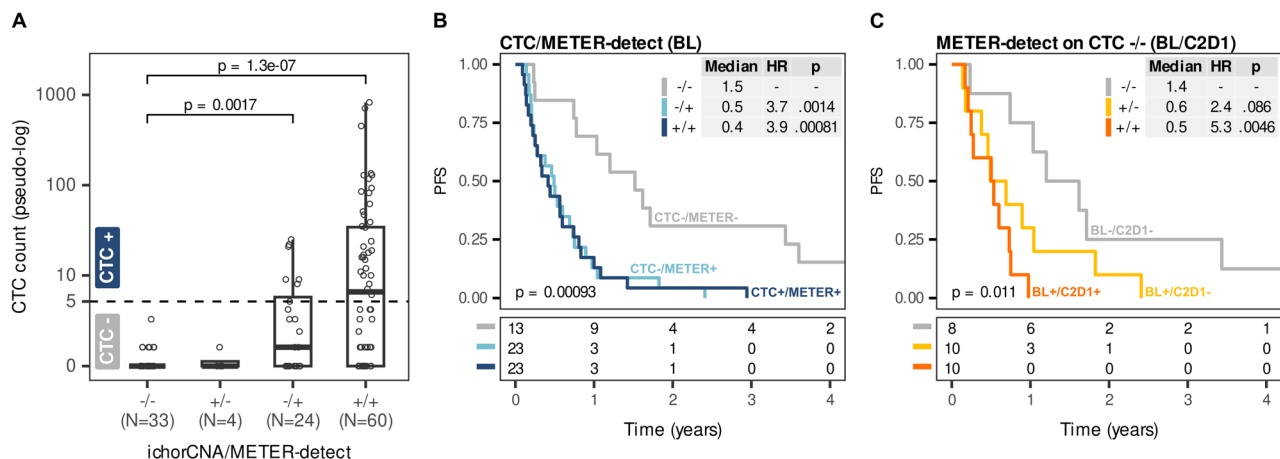 A
CTC count (pseudo-log)
1000
100
10
5
0
CTC +
CTC -
p = 1.3e-07
p = 0.0017
-/- +/- -/+ +/+
(N=33) (N=4) (N=24) (N=60)
ichorCNA/METER-detect
B
CTC/METER-detect (BL)
PFS
1.00
0.75
0.50
0.25
0.00
Median HR p
-/- 1.5 - -
-/+ 0.5 3.7 .0014
+/+ 0.4 3.9 .00081
CTC-/METER-
CTC-/METER+
CTC+/METER+
p = 0.00093
13 9 4 4 2
23 3 1 0 0
23 3 1 0 0
0 1 2 3 4
Time (years)
C
METER-detect on CTC -/- (BL/C2D1)
PFS
1.00
0.75
0.50
0.25
0.00
Median HR p
-/- 1.4 - -
+/- 0.6 2.4 .086
+/+ 0.5 5.3 .0046
BL-/C2D1-
p = 0.011
BL+/C2D1+
BL+/C2D1-
8 6 2 2 1
10 3 1 0 0
10 0 0 0 0
0 1 2 3 4
Time (years)